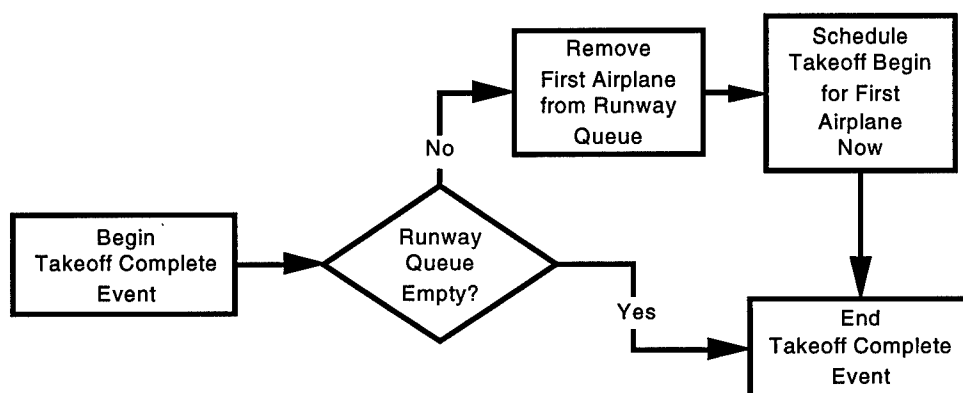 Begin
Takeoff Complete
Event
Runway
Queue
Empty?
No
Remove
First Airplane
from Runway
Queue
Schedule
Takeoff Begin
for First
Airplane
Now
Yes
End
Takeoff Complete
Event